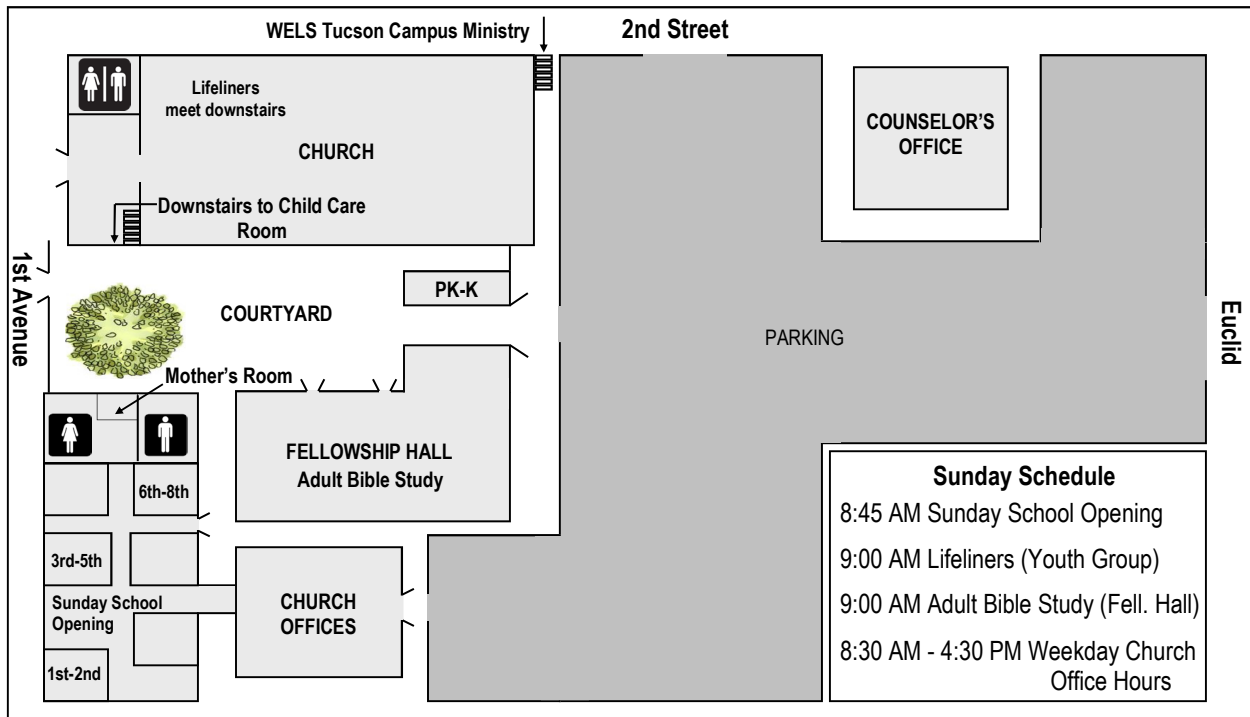 WELS Tucson Campus Ministry
2nd Street
Lifeliners
meet downstairs
CHURCH
COUNSELOR'S
OFFICE
Downstairs to Child Care
Room
1st Avenue
PK-K
COURTYARD
PARKING
Euclid
Mother's Room
FELLOWSHIP HALL
Adult Bible Study
6th-8th
3rd-5th
Sunday School
Opening
CHURCH
OFFICES
1st-2nd
Sunday Schedule
8:45 AM Sunday School Opening
9:00 AM Lifeliners (Youth Group)
9:00 AM Adult Bible Study (Fell. Hall)
8:30 AM - 4:30 PM Weekday Church
Office Hours